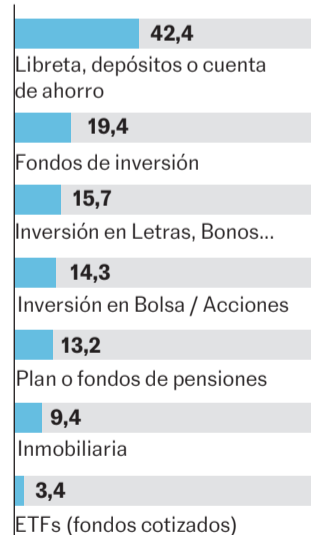 42,4
Libreta, depósitos o cuenta
de ahorro
19,4
Fondos de inversión
15,7
Inversión en Letras, Bonos...
14,3
Inversión en Bolsa / Acciones
13,2
Plan o fondos de pensiones
9,4
Inmobiliaria
3,4
ETFs (fondos cotizados)